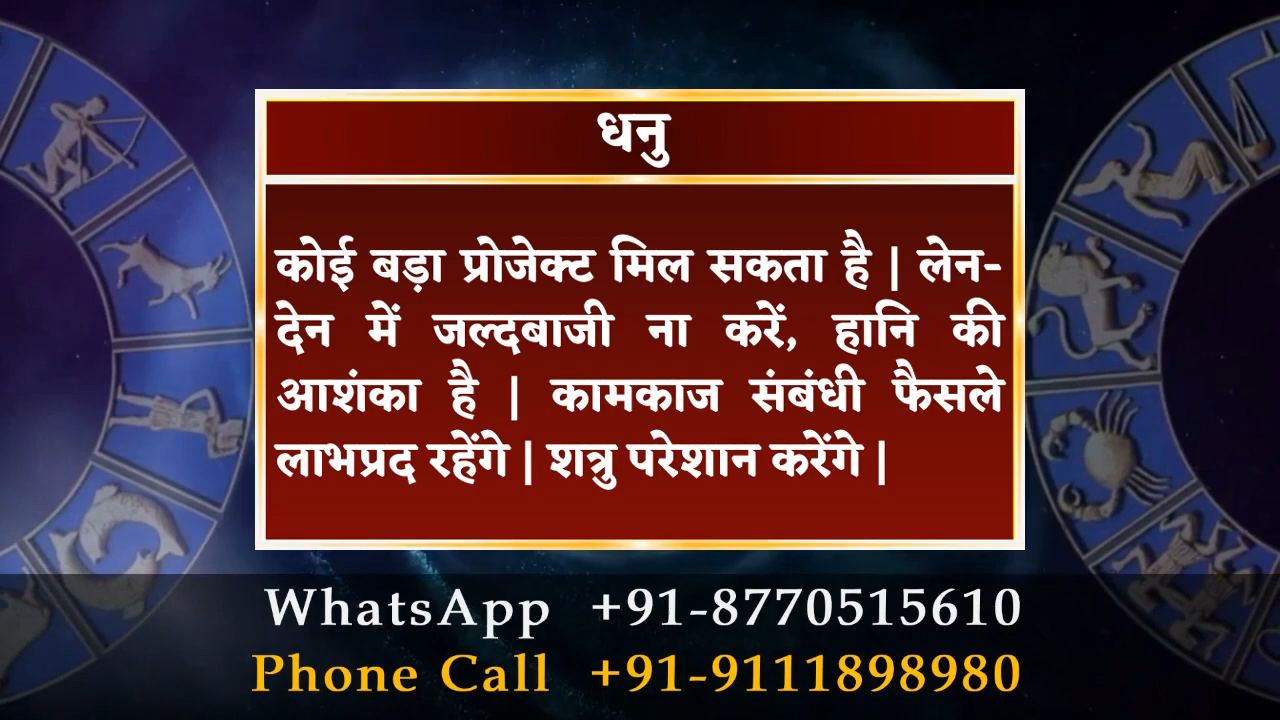 धनु
कोई बड़ा प्रोजेक्ट मिल सकता है | लेन-
देन में जल्दबाजी ना करें, हानि की
आशंका है | कामकाज संबंधी फैसले
लाभप्रद रहेंगे | शत्रु परेशान करेंगे |
WhatsApp +91-8770515610
Phone Call +91-9111898980